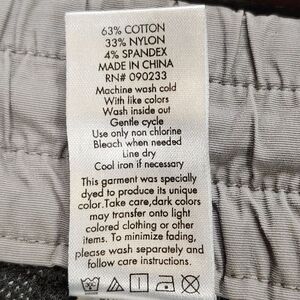 63% COTTON
33% NYLON
4% SPANDEX
MADE IN CHINA
RN# 090233
Machine wash cold
With like colors
Wash inside out
Gentle cycle
Use only non chlorine
Bleach when needed
Line dry
Cool iron if necessary
This garment was specially
dyed to produce its unique
color.Take care,dark colors
may transfer onto light
colored clothing or other
items. To minimize fading,
please wash separately and
follow care instructions.